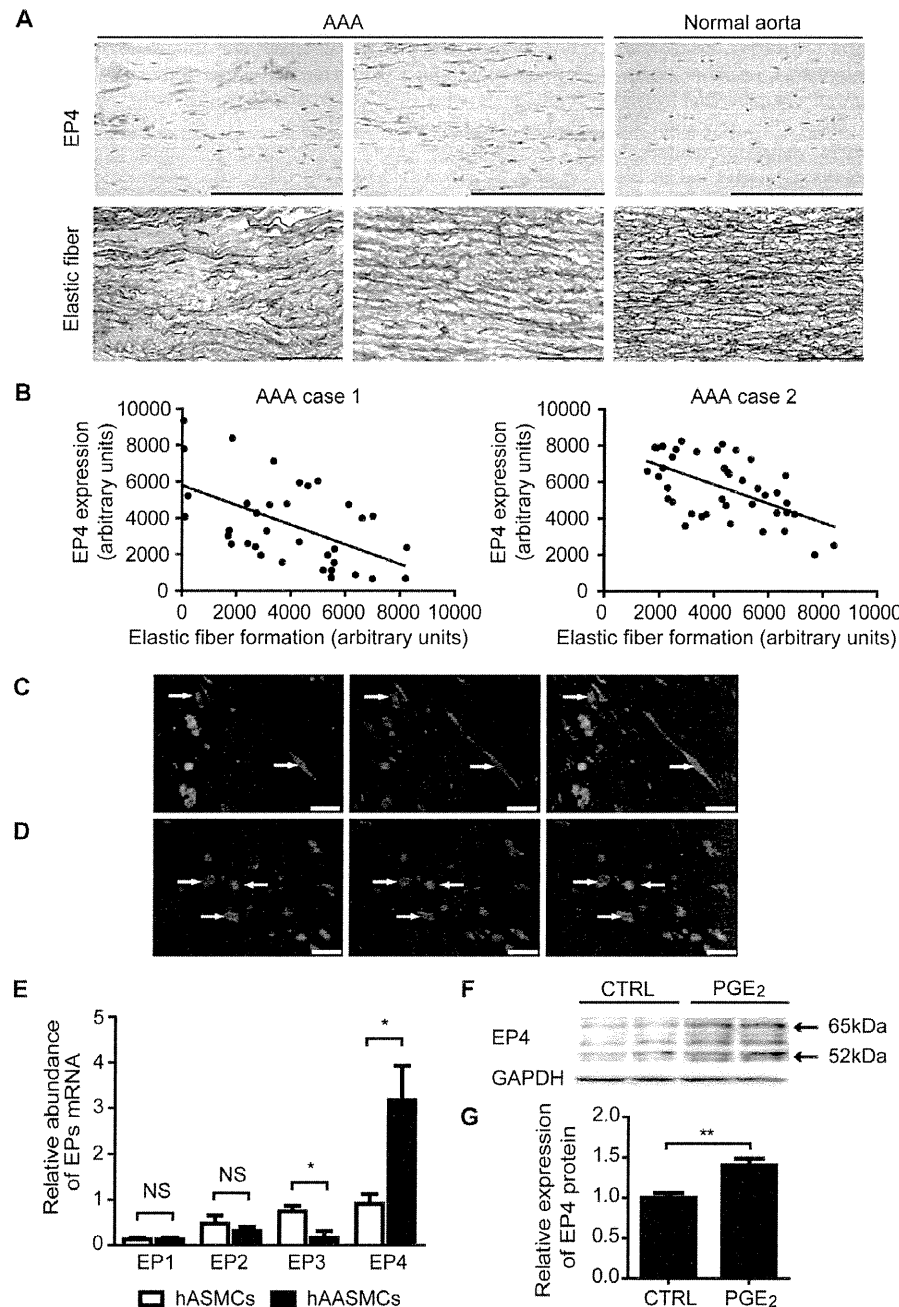 A
AAA
Normal aorta
EP4
Elastic fiber
B
AAA case 1
AAA case 2
EP4 expression
(arbitrary units)
10000
8000
6000
4000
2000
0
0 2000 4000 6000 8000 10000
Elastic fiber formation (arbitrary units)
EP4 expression
(arbitrary units)
10000
8000
6000
4000
2000
0
0 2000 4000 6000 8000 10000
Elastic fiber formation (arbitrary units)
C
D
E
Relative abundance
of EPs mRNA
5
4
3
2
1
0
NS
NS
*
*
EP1 EP2 EP3 EP4
hASMCs hAASMCs
F
CTRL PGE2
EP4
65kDa
52kDa
GAPDH
G
Relative expression
of EP4 protein
2.0
1.5
1.0
0.5
0.0
**
CTRL PGE2